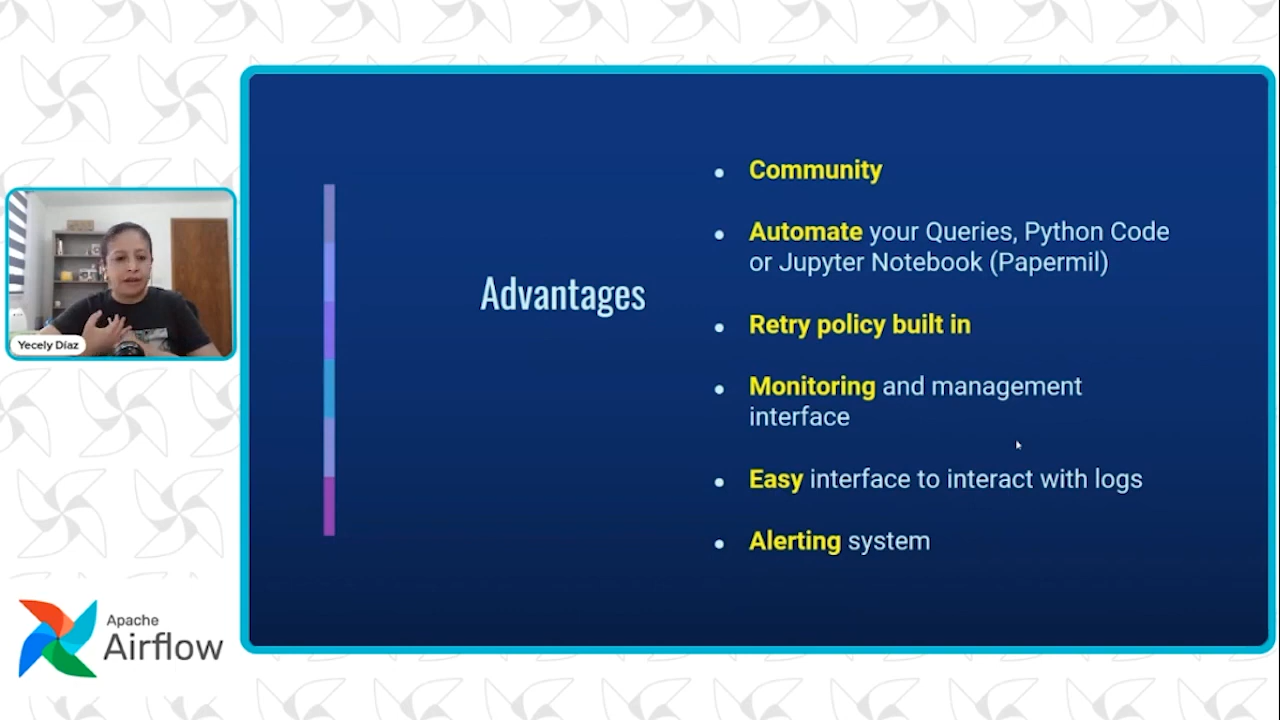 Community
Automate your Queries, Python Code
or Jupyter Notebook (Papermil)
Advantages
Retry policy built in
Monitoring and management
interface
Easy interface to interact with logs
Alerting system
Yecely Díaz
Apache
Airflow